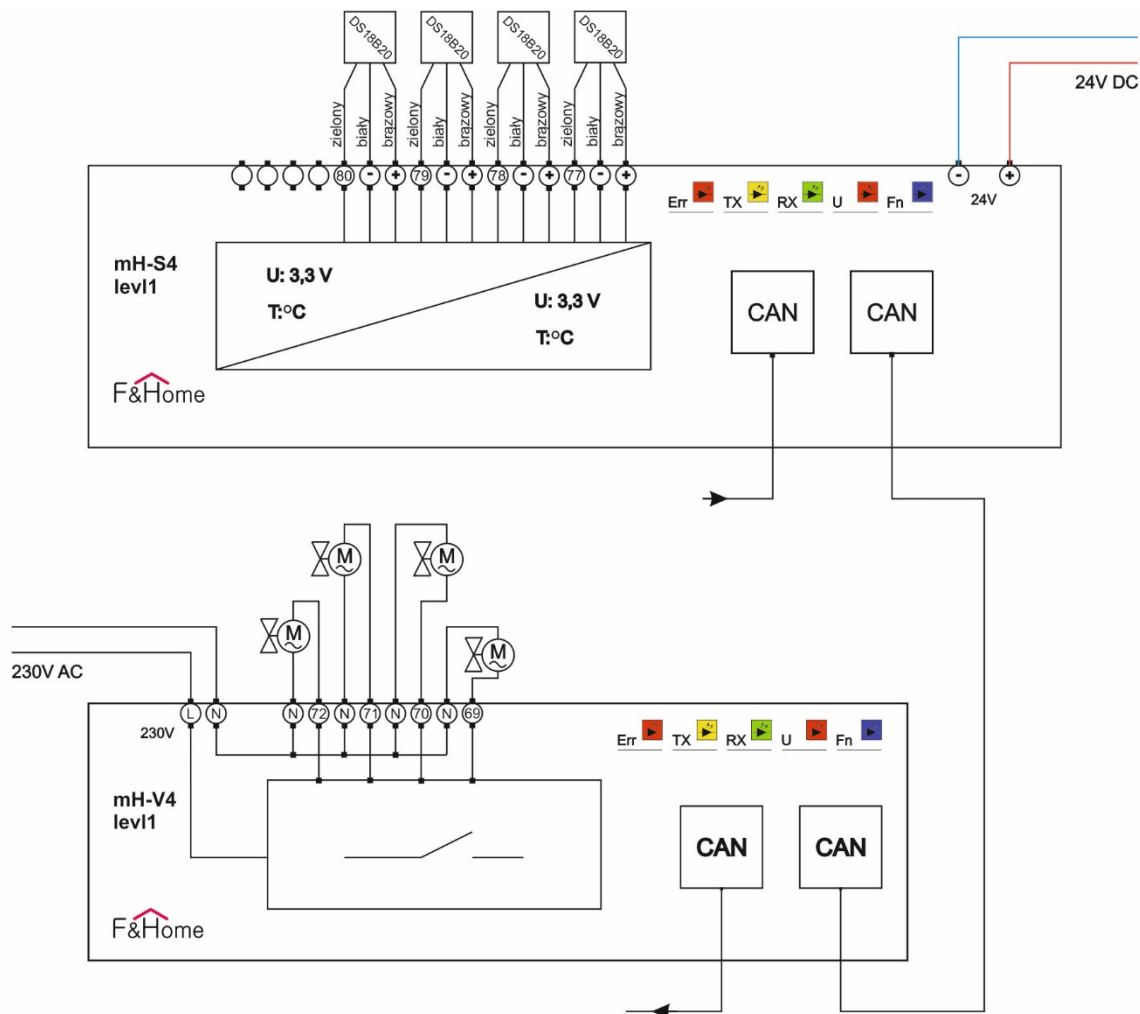 DS18B20 DS18B20 DS18B20 DS18B20
24V DC
zielony biały brązowy zielony biały brązowy zielony biały brązowy zielony biały brązowy
80 - + 79 - + 78 - + 77 - +
- +
24V
Err TX RX U Fn
mH-S4
levl1
U: 3,3 V
T:°C
U: 3,3 V
T:°C
CAN CAN
F&Home
M
M
M
M
230V AC
L N N 72 N 71 N 70 N 69
230V
Err TX RX U Fn
mH-V4
levl1
CAN CAN
F&Home